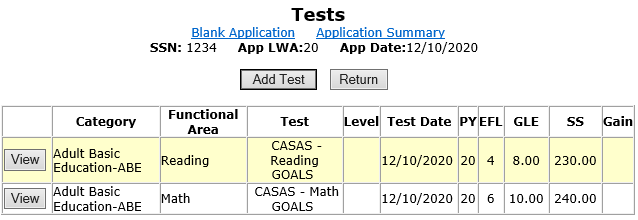 Tests
Blank Application Application Summary
SSN: 1234 App LWA:20 App Date:12/10/2020
Add Test Return
Category Functional Area Test Level Test Date PY EFL GLE SS Gain
View Adult Basic Education-ABE Reading CASAS - Reading GOALS 12/10/2020 20 4 8.00 230.00
View Adult Basic Education-ABE Math CASAS - Math GOALS 12/10/2020 20 6 10.00 240.00